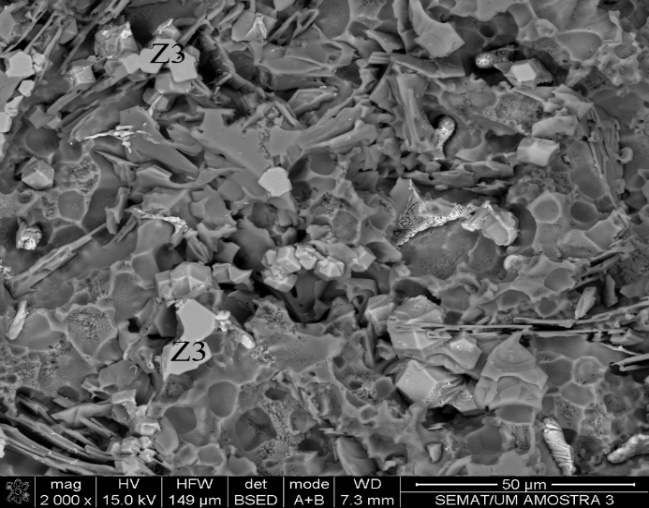 Z3
Z3
mag HV HFW det mode WD 50 µm
2 000 x 15.0 kV 149 µm BSED A+B 7.3 mm SEMAT/UM AMOSTRA 3